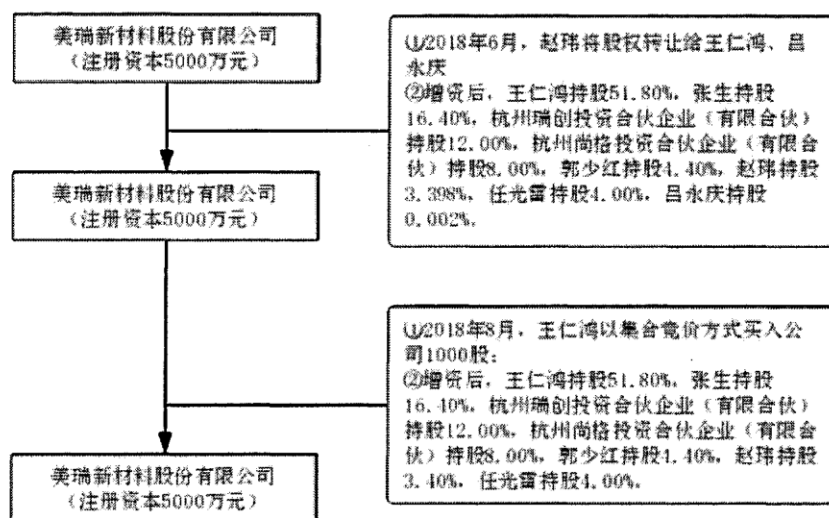 美瑞新材料股份有限公司
（注册资本5000万元）
①2018年6月，赵玮将股权转让给王仁鸿、吕
永庆
②增资后，王仁鸿持股51.80%，张生持股
16.40%，杭州瑞创投资合伙企业（有限合伙）
持股12.00%，杭州尚格投资合伙企业（有限合
伙）持股8.00%，郭少红持股4.40%，赵玮持股
3.398%，任光雷持股4.00%，吕永庆持股
0.002%。
美瑞新材料股份有限公司
（注册资本5000万元）
①2018年8月，王仁鸿以集合竞价方式买入公
司1000股；
②增资后，王仁鸿持股51.80%，张生持股
16.40%，杭州瑞创投资合伙企业（有限合伙）
持股12.00%，杭州尚格投资合伙企业（有限合
伙）持股8.00%，郭少红持股4.40%，赵玮持股
3.40%，任光雷持股4.00%。
美瑞新材料股份有限公司
（注册资本5000万元）